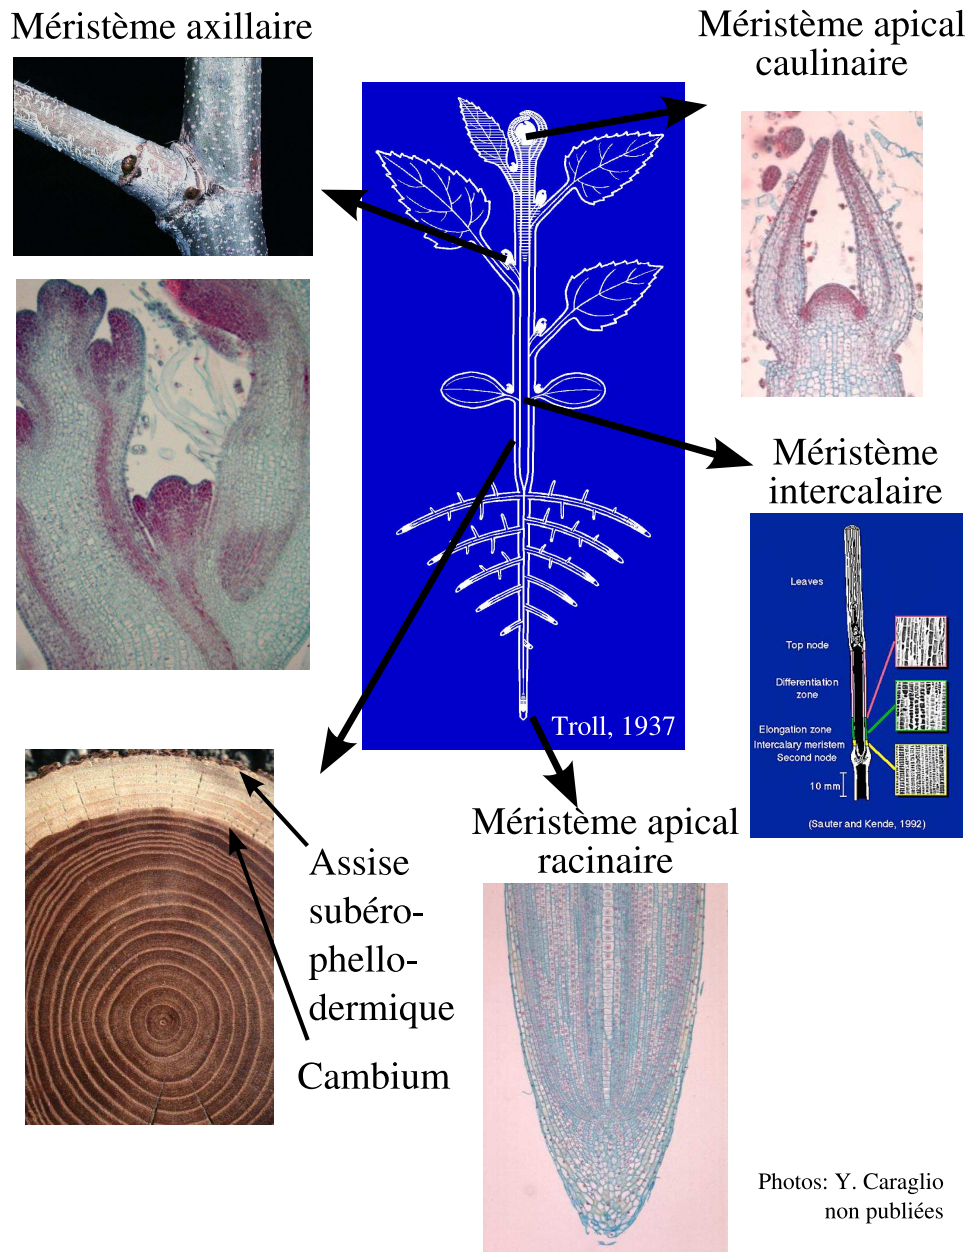 Méristème axillaire
Méristème apical
caulinaire
Méristème
intercalaire
Leaves
Top node
Differentiation
zone
Elongation zone
Intercalary meristem
Second node
10 mm
(Sauter and Kende, 1992)
Troll, 1937
Méristème apical
racinaire
Assise
subéro-
phello-
dermique
Cambium
Photos: Y. Caraglio
non publiées